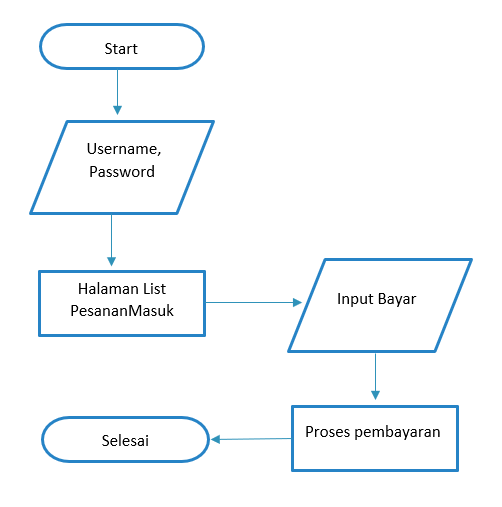 Start
Username,
Password
Halaman List
PesananMasuk
Input Bayar
Proses pembayaran
Selesai